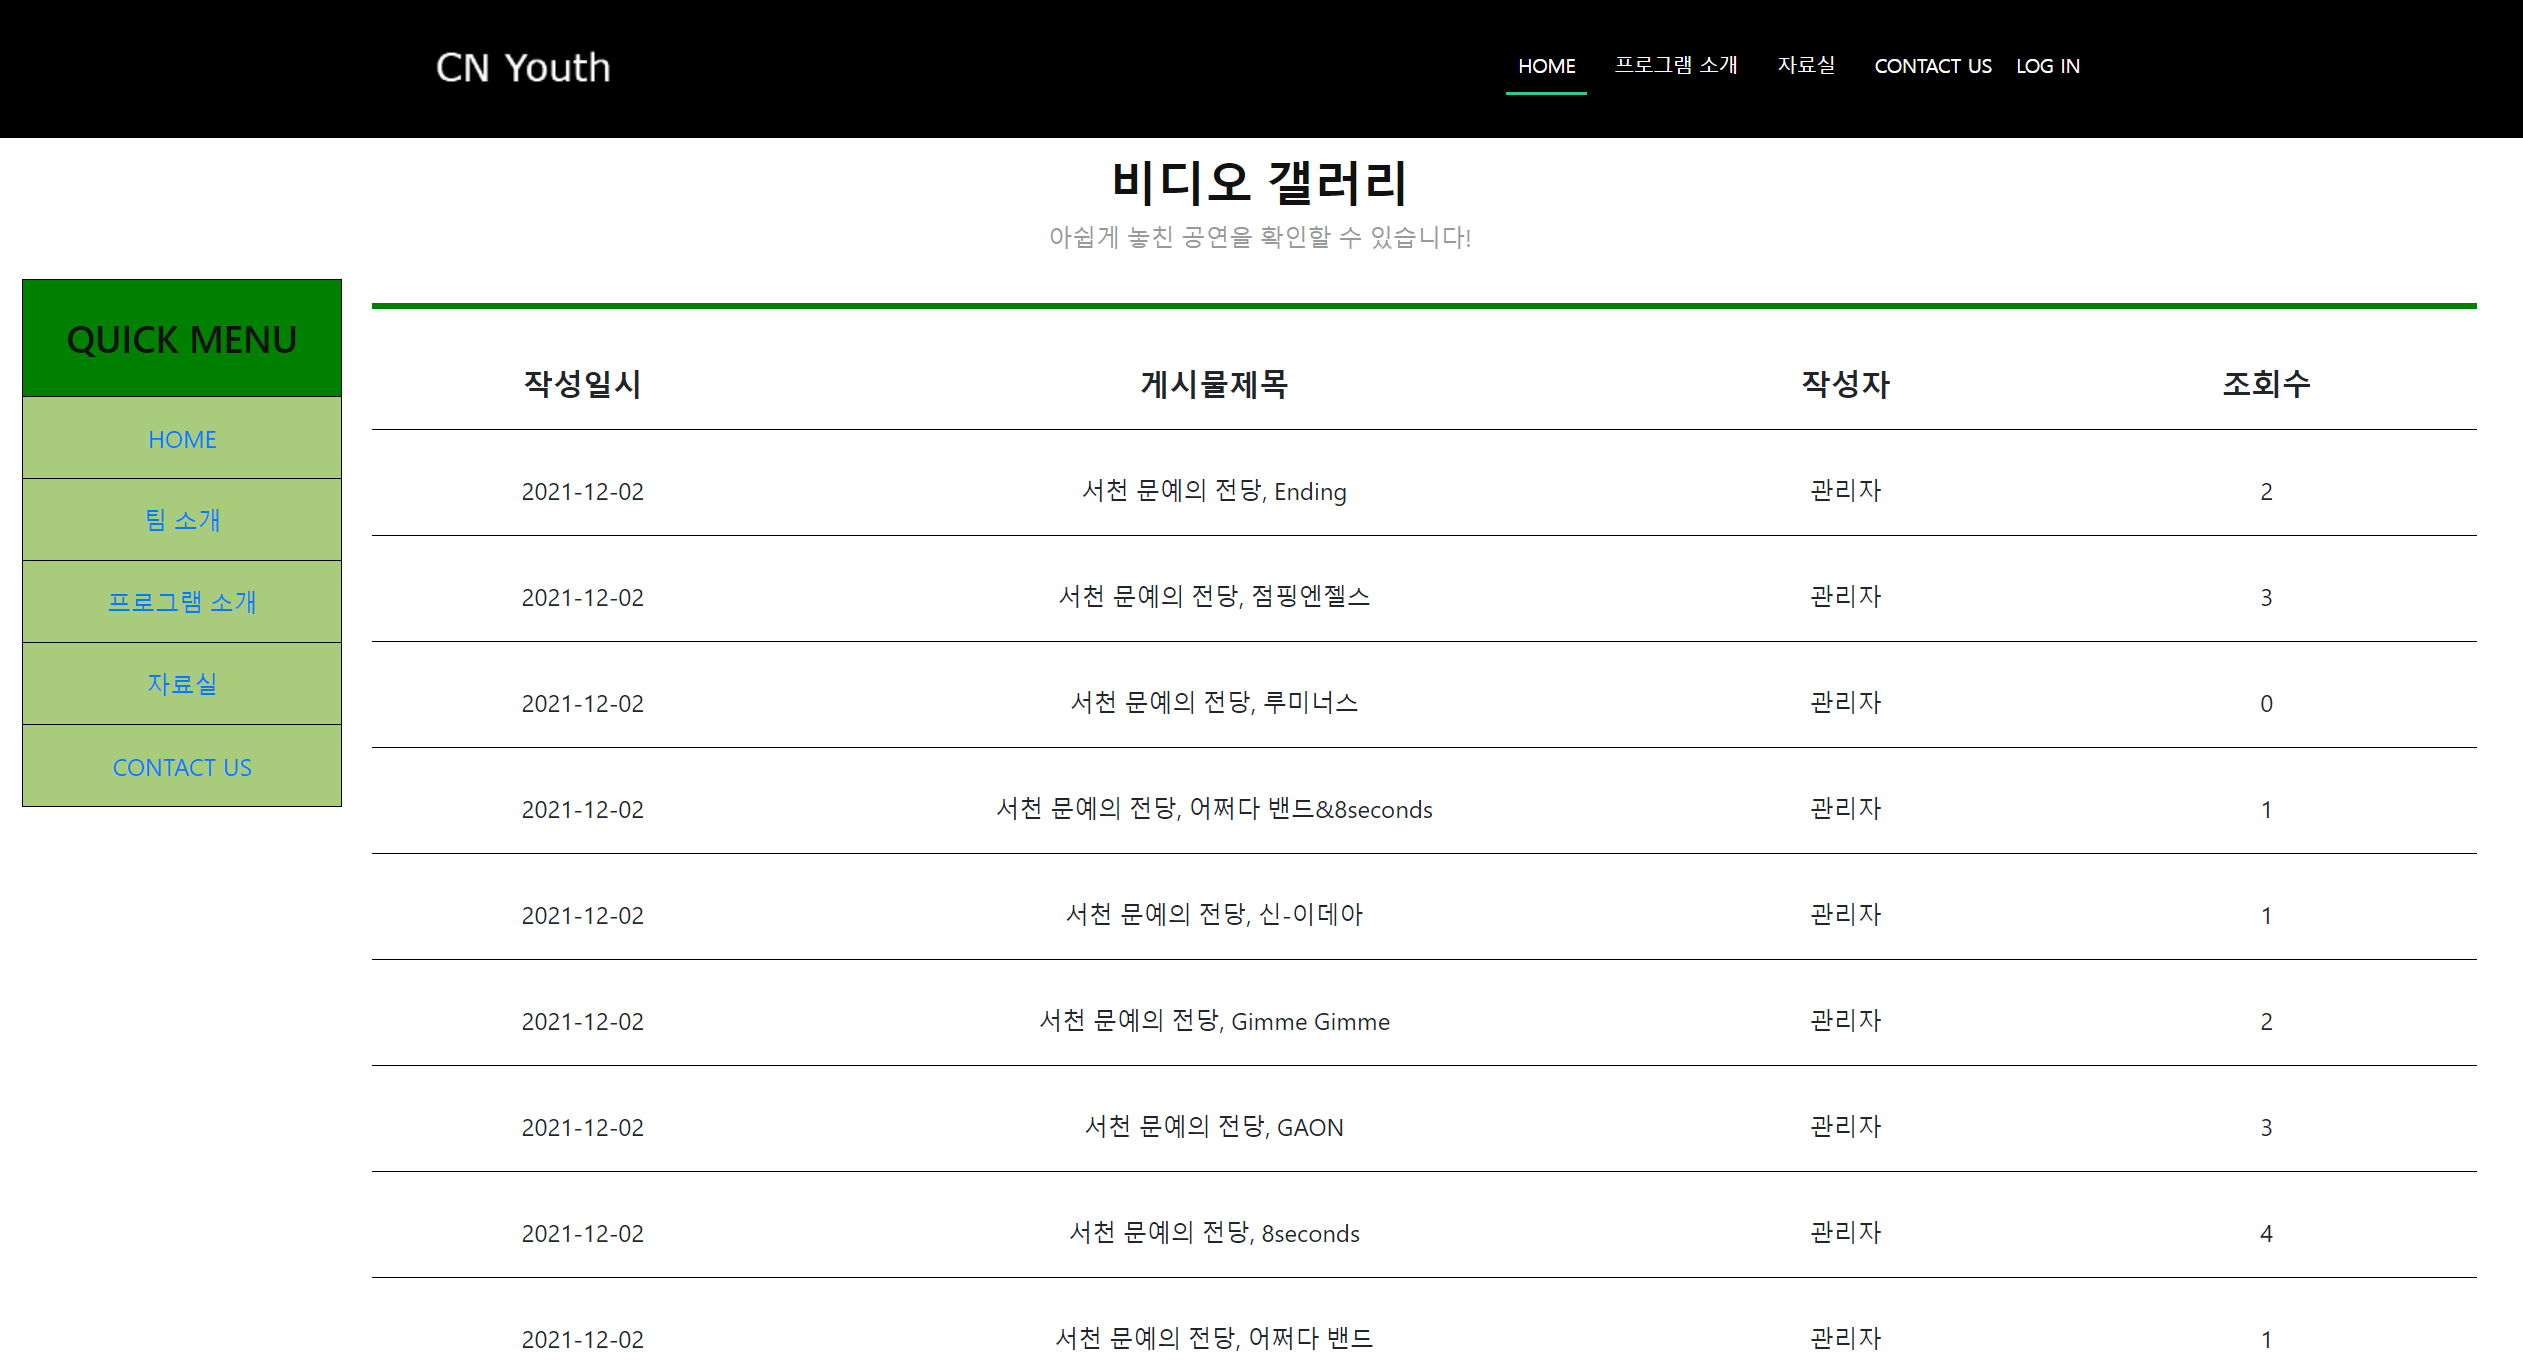 CN Youth
HOME 프로그램 소개 자료실 CONTACT US LOG IN
비디오 갤러리
아쉽게 놓친 공연을 확인할 수 있습니다!
QUICK MENU
HOME
팀 소개
프로그램 소개
자료실
CONTACT US
작성일시 게시물제목 작성자 조회수
2021-12-02 서천 문예의 전당, Ending 관리자 2
2021-12-02 서천 문예의 전당, 점핑엔젤스 관리자 3
2021-12-02 서천 문예의 전당, 루미너스 관리자 0
2021-12-02 서천 문예의 전당, 어쩌다 밴드&8seconds 관리자 1
2021-12-02 서천 문예의 전당, 신-이데아 관리자 1
2021-12-02 서천 문예의 전당, Gimme Gimme 관리자 2
2021-12-02 서천 문예의 전당, GAON 관리자 3
2021-12-02 서천 문예의 전당, 8seconds 관리자 4
2021-12-02 서천 문예의 전당, 어쩌다 밴드 관리자 1